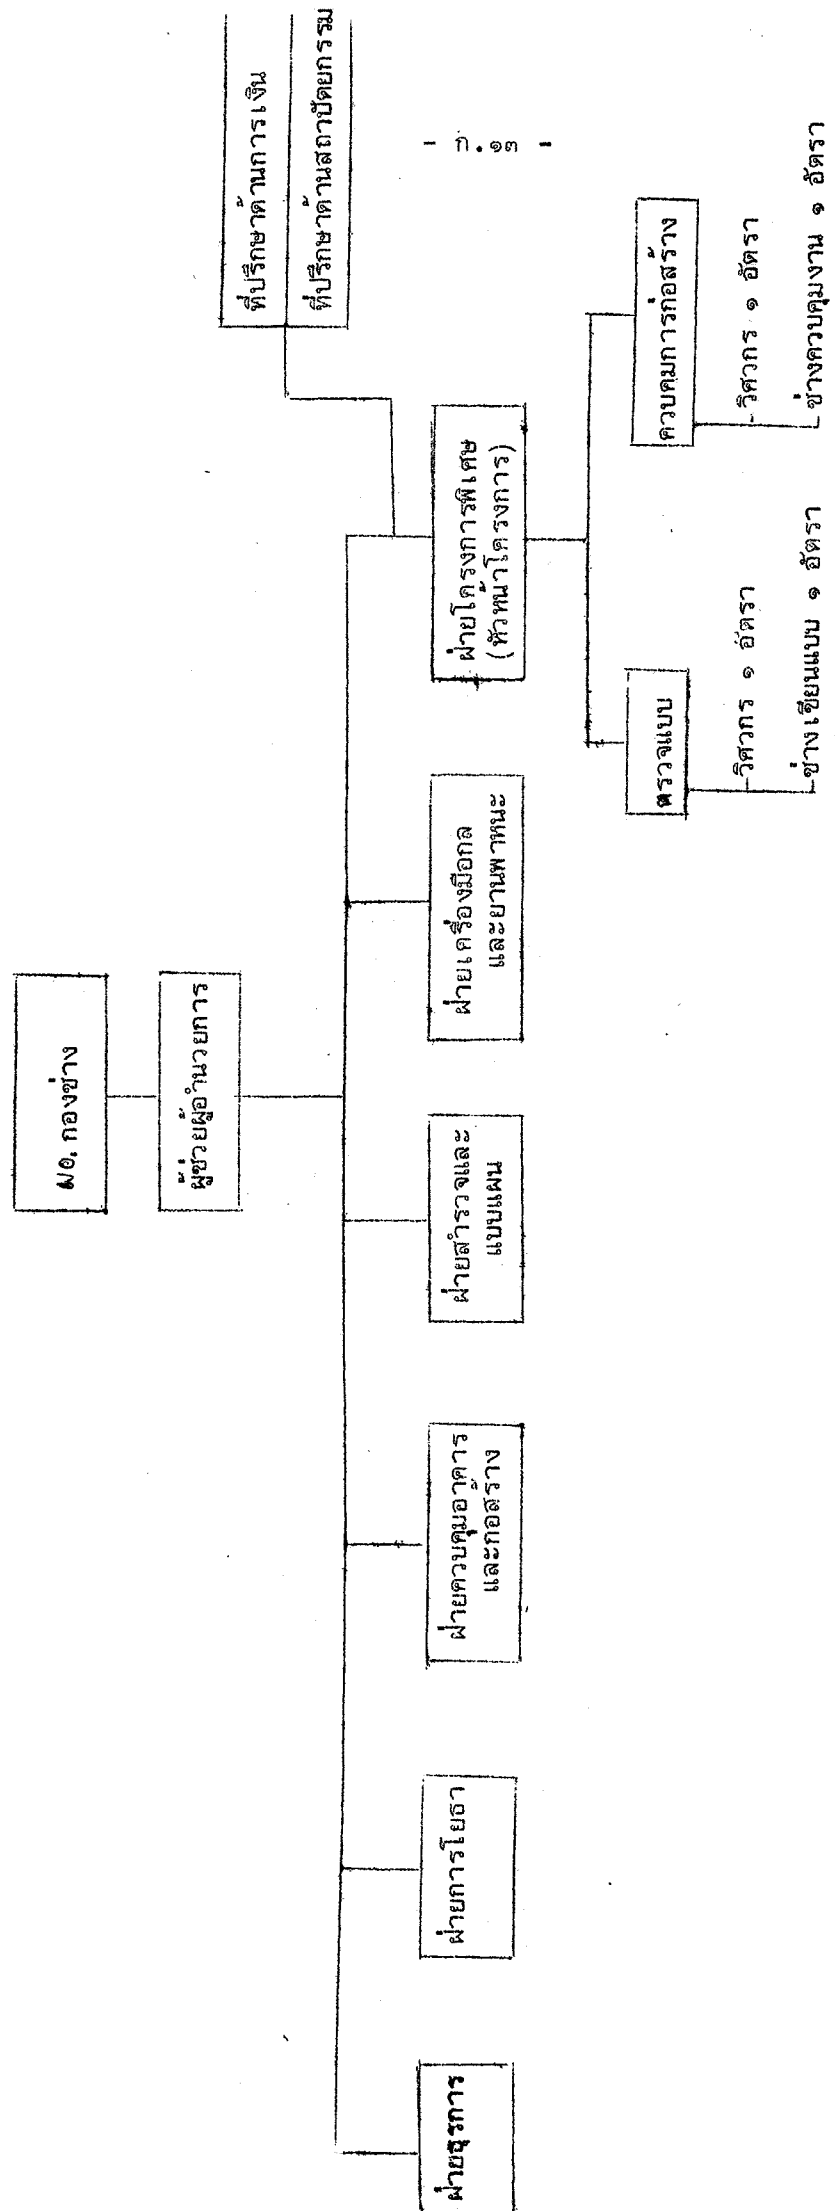 - ก.๑๓ -
ผอ.กองช่าง
ผู้ช่วยผู้อำนวยการ
ที่ปรึกษาด้านการเงิน
ที่ปรึกษาด้านสถาปัตยกรรม
ฝ่ายธุรการ
ฝ่ายการโยธา
ฝ่ายควบคุมอาคาร
และก่อสร้าง
ฝ่ายสำรวจและ
แบบแผน
ฝ่ายเครื่องมือกล
และยานพาหนะ
ฝ่ายโครงการพิเศษ
(หัวหน้าโครงการ)
ตรวจแบบ
-วิศวกร ๑ อัตรา
-ช่างเขียนแบบ ๑ อัตรา
ควบคุมการก่อสร้าง
-วิศวกร ๑ อัตรา
-ช่างควบคุมงาน ๑ อัตรา